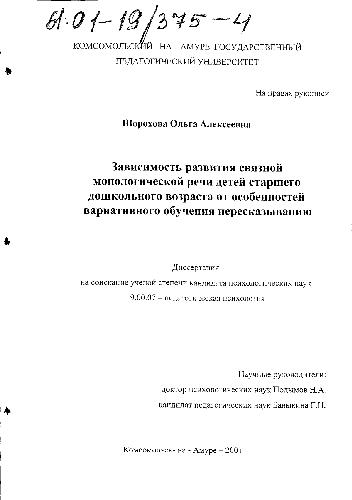 61:01-19/375-4
КОМСОМОЛЬСКИЙ НА АМУРЕ ГОСУДАРСТВЕННЫЙ
ПЕДАГОГИЧЕСКИЙ УНИВЕРСИТЕТ
На правах рукописи
Шорохова Ольга Алексеевна
Зависимость развития связной
монологической речи детей старшего
дошкольного возраста от особенностей
вариативного обучения пересказыванию
Диссертация
на соискание ученой степени кандидата психологических наук
19.00.07 – педагогическая психология
Научные руководители:
доктор психологических наук Подымов Н.А.
кандидат педагогических наук Г.П.
Комсомольск-на-Амуре – 2001